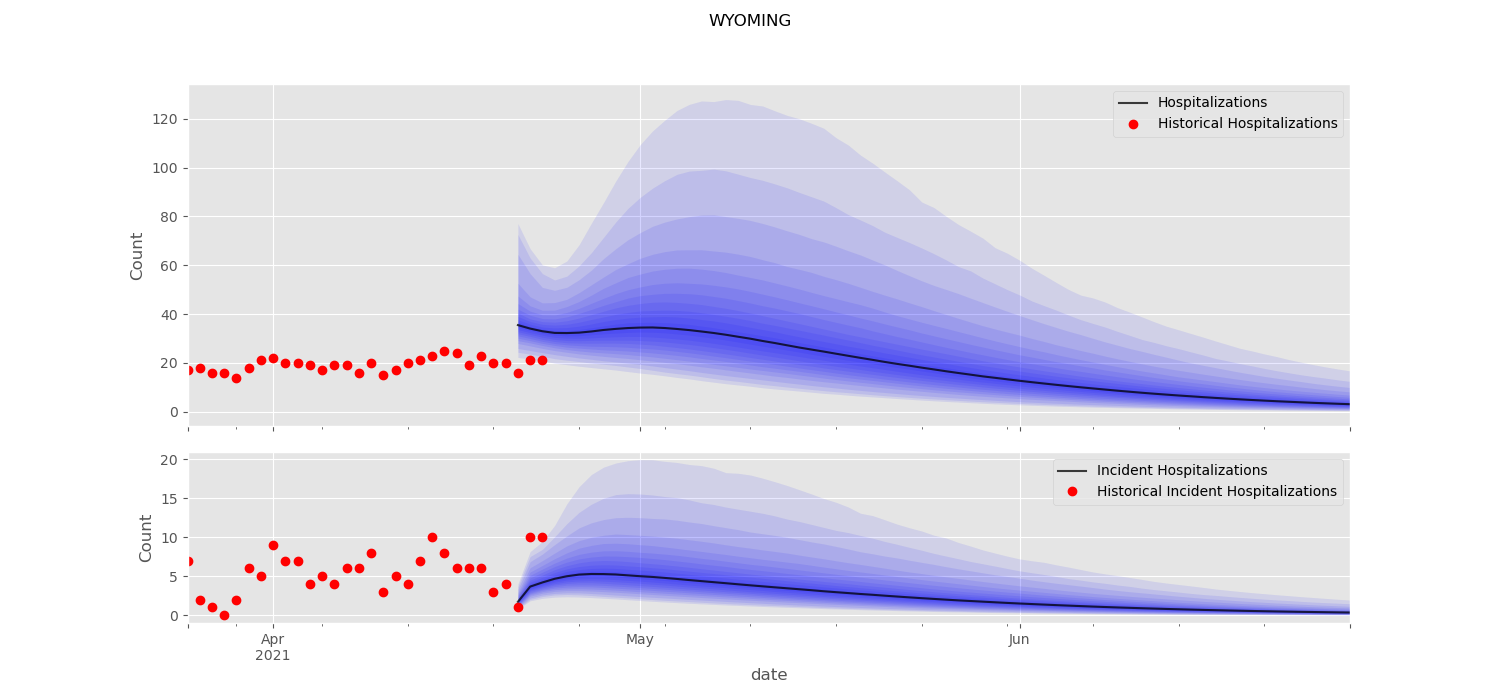 WYOMING
Hospitalizations
Historical Hospitalizations
Count
120
100
80
60
40
20
0
Incident Hospitalizations
Historical Incident Hospitalizations
Count
20
15
10
5
0
Apr
2021
May
Jun
date